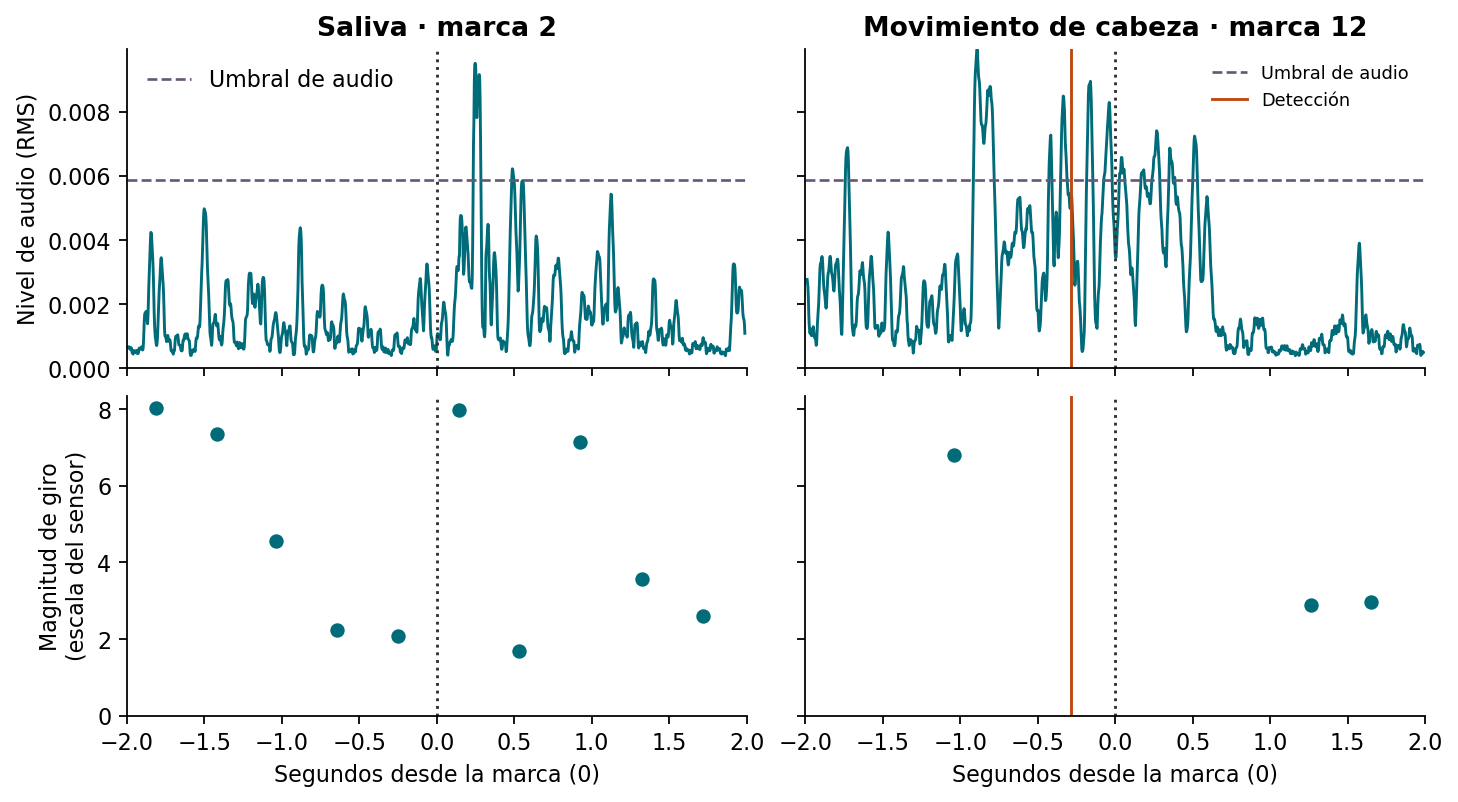 Saliva · marca 2
Movimiento de cabeza · marca 12
Nivel de audio (RMS)
0.008
0.006
0.004
0.002
0.000
Umbral de audio
Umbral de audio
Detección
Magnitud de giro
(escala del sensor)
8
6
4
2
0
−2.0 −1.5 −1.0 −0.5 0.0 0.5 1.0 1.5 2.0
−2.0 −1.5 −1.0 −0.5 0.0 0.5 1.0 1.5 2.0
Segundos desde la marca (0)
Segundos desde la marca (0)